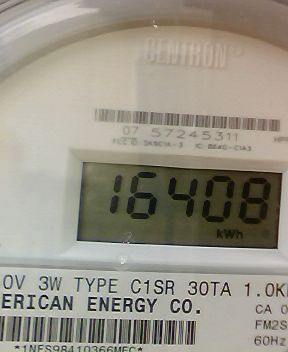 CENTRON
07 57245311
16408
kWh
0V 3W TYPE C1SR 30TA 1.0K
ERICAN ENERGY CO.
CA 0
FM2S
60Hz
*1NFS98410366MEC*